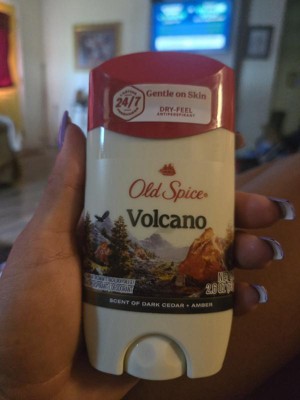 24/7
Gentle on Skin
DRY-FEEL
ANTIPERSPIRANT
Old Spice
Volcano
SCENT OF DARK CEDAR + AMBER